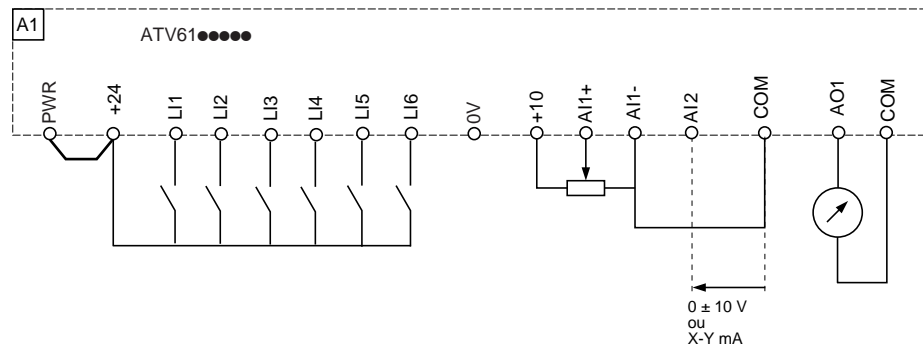 A1
ATV61●●●●●
PWR
+24
LI1
LI2
LI3
LI4
LI5
LI6
0V
+10
AI1+
AI1-
AI2
COM
AO1
COM
0 ± 10 V
ou
X-Y mA